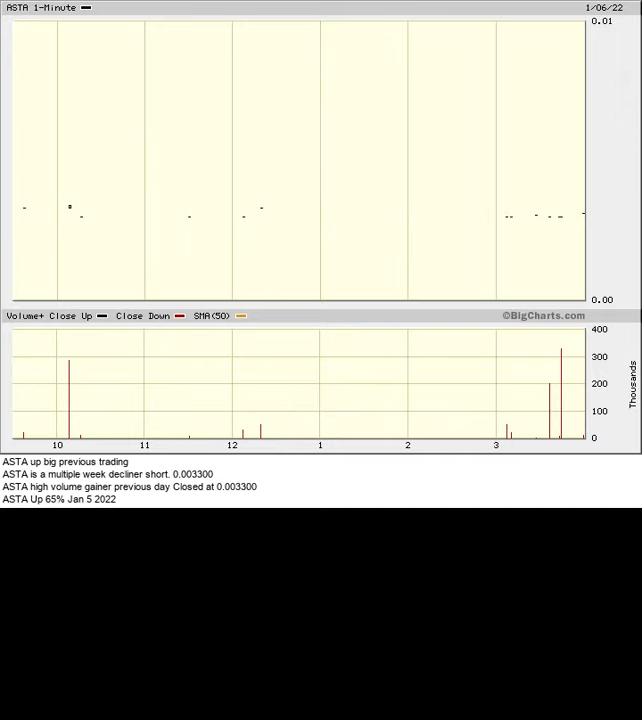 ASTA 1-Minute 1/06/22
0.01
0.00
Volume+ Close Up Close Down SMA(50) ©BigCharts.com
400
300
200
100
0
Thousands
10 11 12 1 2 3
ASTA up big previous trading
ASTA is a multiple week decliner short. 0.003300
ASTA high volume gainer previous day Closed at 0.003300
ASTA Up 65% Jan 5 2022